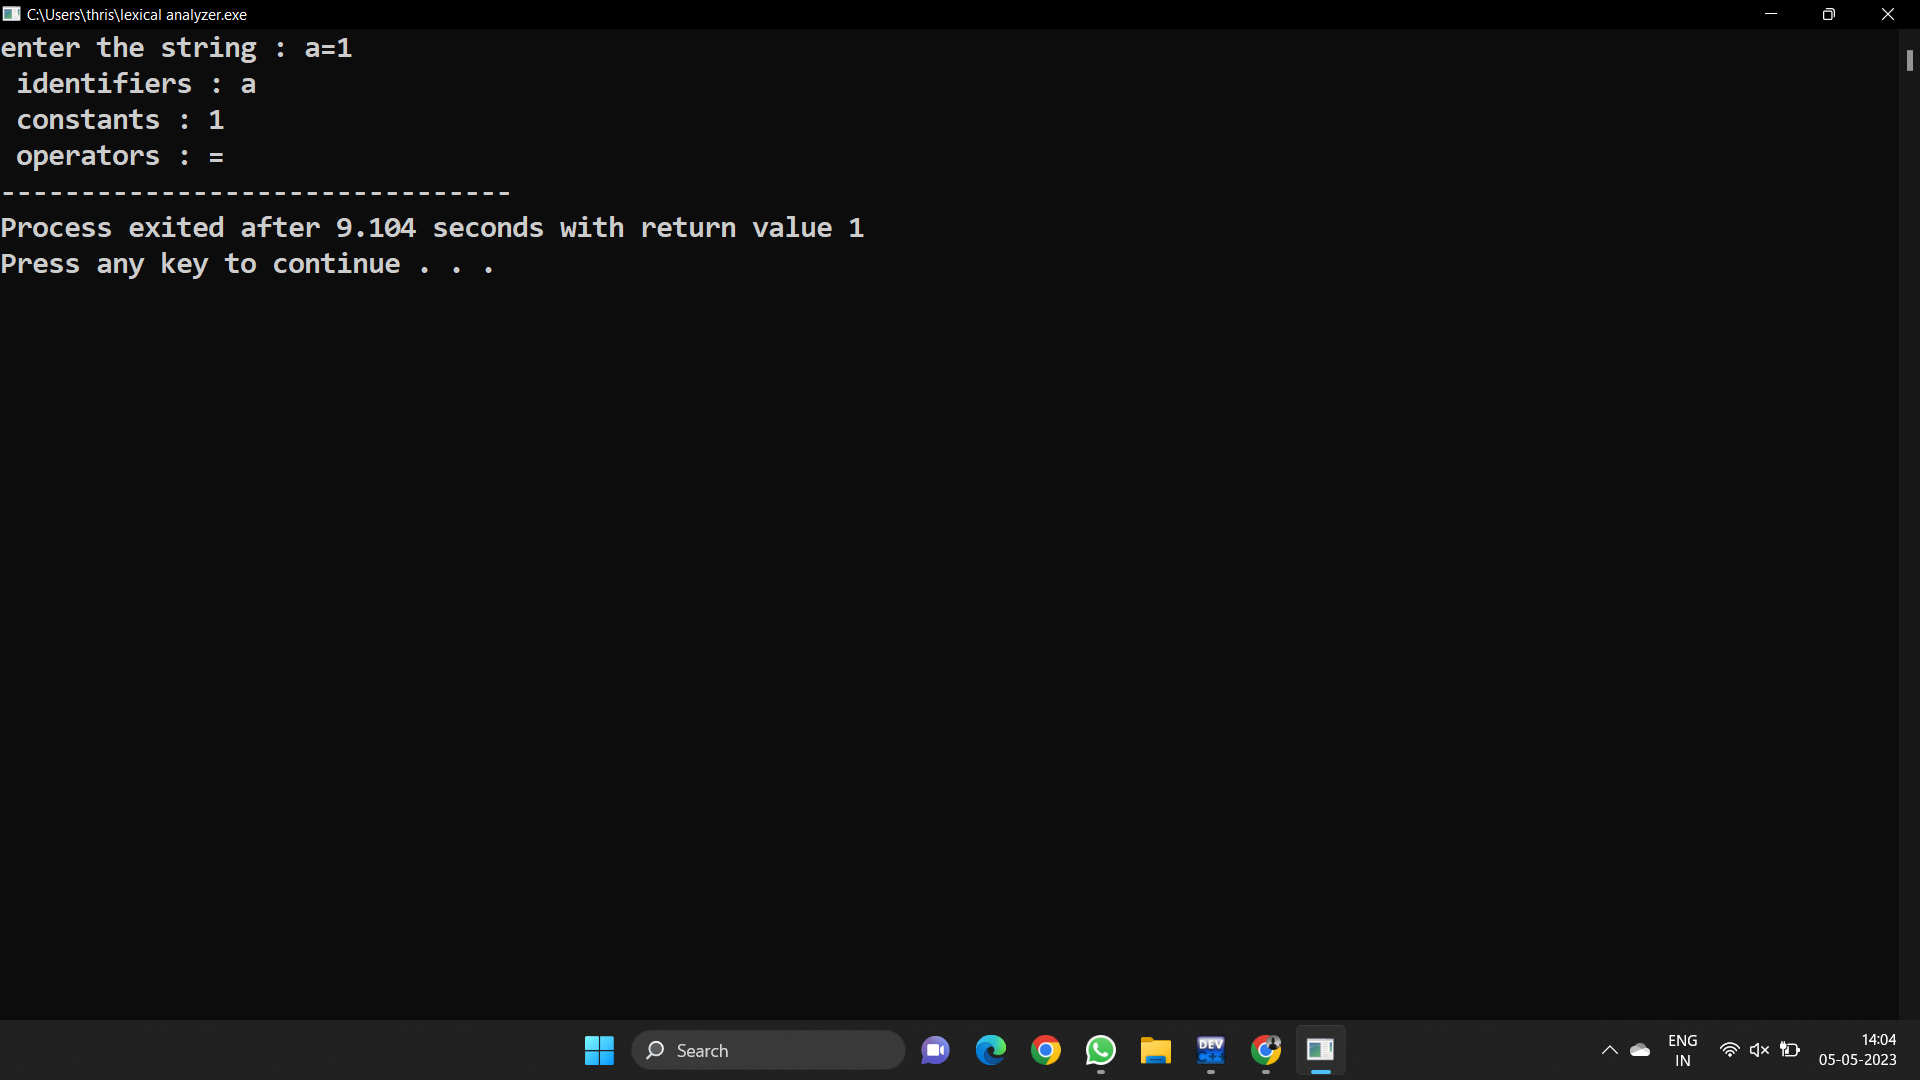 C:\Users\thris\lexical analyzer.exe
enter the string : a=1
 identifiers : a
 constants : 1
 operators : =
--------------------------------
Process exited after 9.104 seconds with return value 1
Press any key to continue . . .
Search
DEV
C++
ENG
IN
14:04
05-05-2023